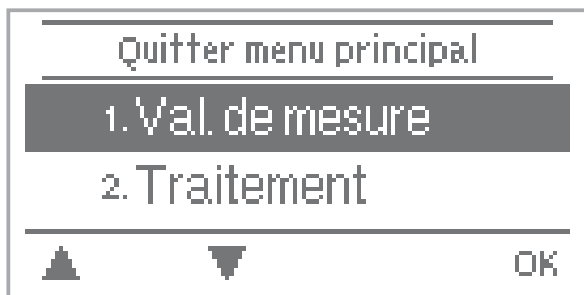 Quitter menu principal
1. Val. de mesure
2. Traitement
OK